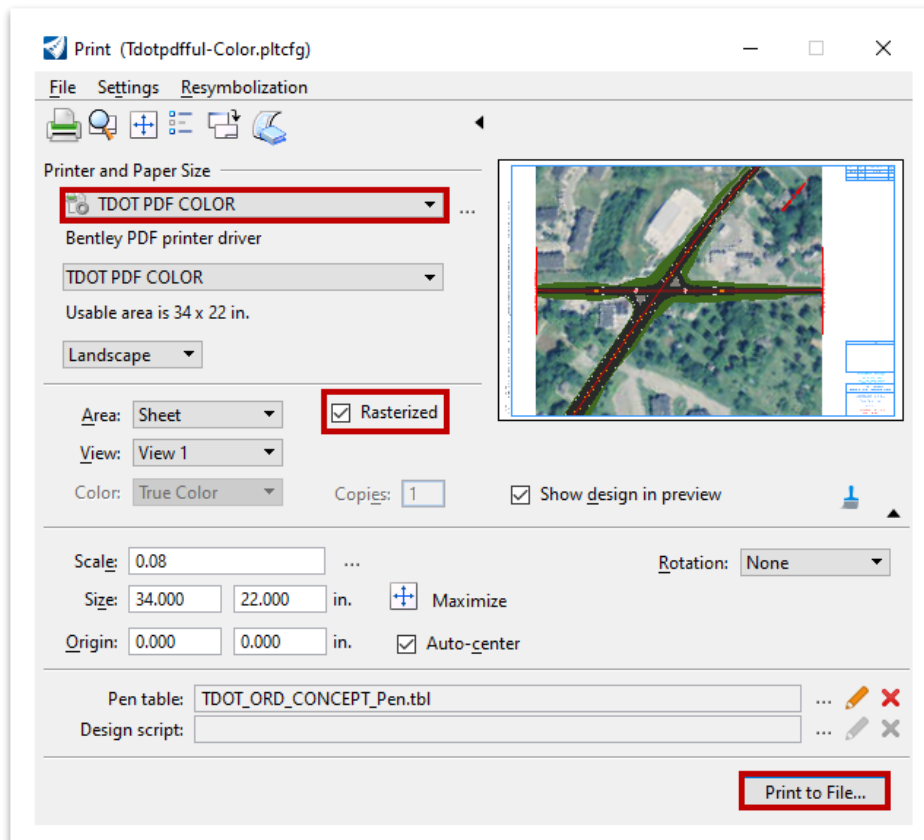 Print (Tdotpdfful-Color.pltcfg)
File Settings Resymbolization
Printer and Paper Size
TDOT PDF COLOR
...
Bentley PDF printer driver
TDOT PDF COLOR
Usable area is 34 x 22 in.
Landscape
Area: Sheet
Rasterized
View: View 1
Color: True Color
Copies: 1
Show design in preview
Scale: 0.08 ...
Rotation: None
Size: 34.000 22.000 in.
Maximize
Origin: 0.000 0.000 in.
Auto-center
Pen table: TDOT_ORD_CONCEPT_Pen.tbl ...
Design script: ...
Print to File...